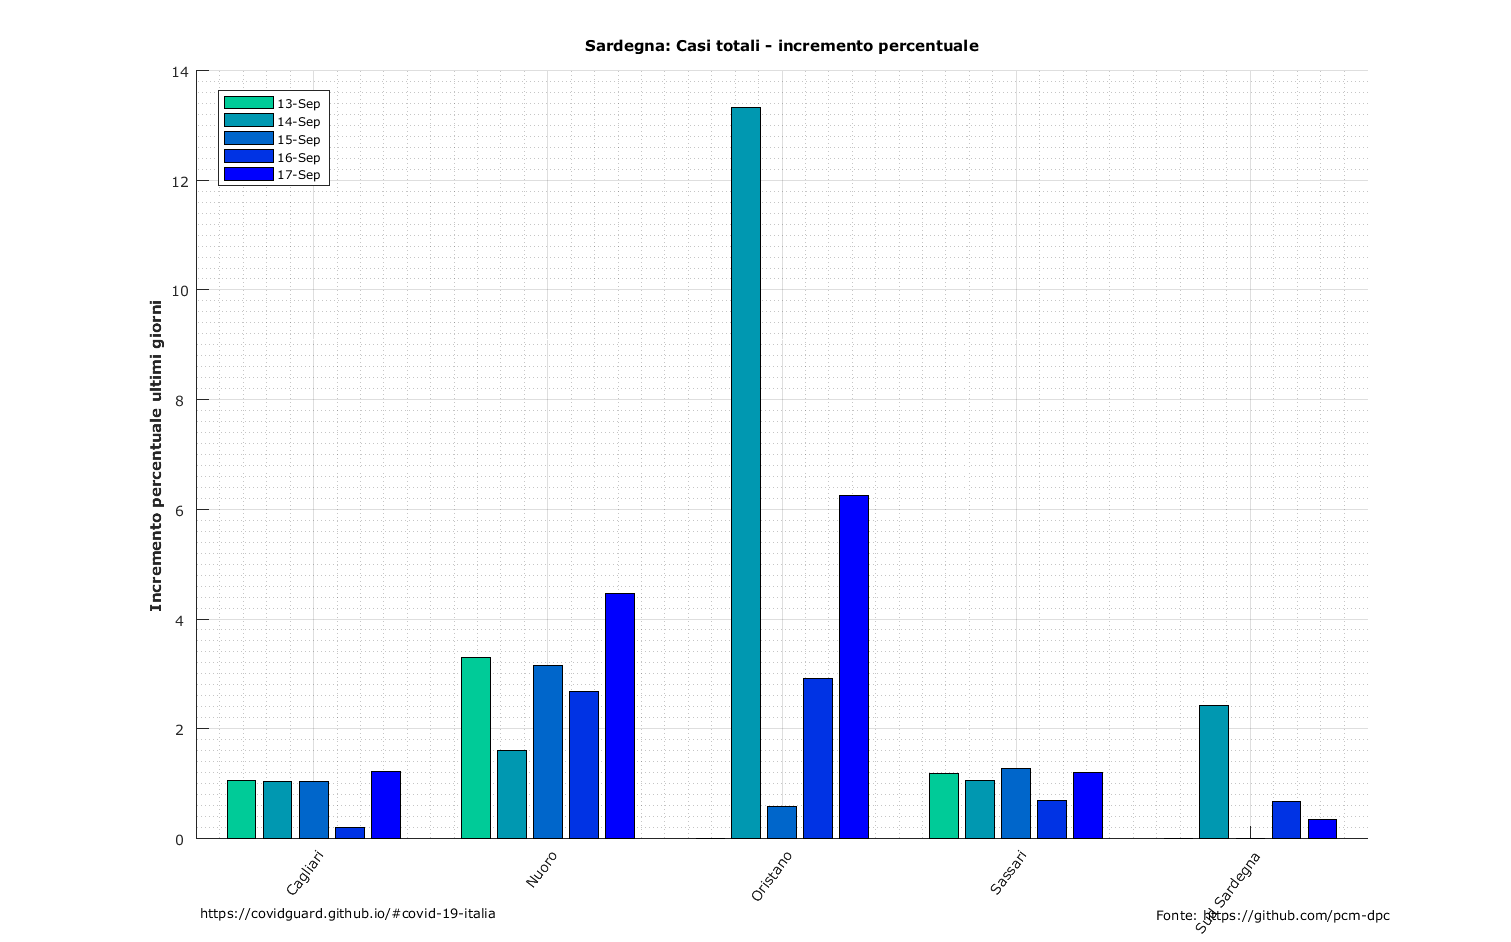 Sardegna: Casi totali - incremento percentuale
14
12
10
8
6
4
2
0
Incremento percentuale ultimi giorni
13-Sep
14-Sep
15-Sep
16-Sep
17-Sep
Cagliari
Nuoro
Oristano
Sassari
Sud Sardegna
https://covidguard.github.io/#covid-19-italia
Fonte: https://github.com/pcm-dpc